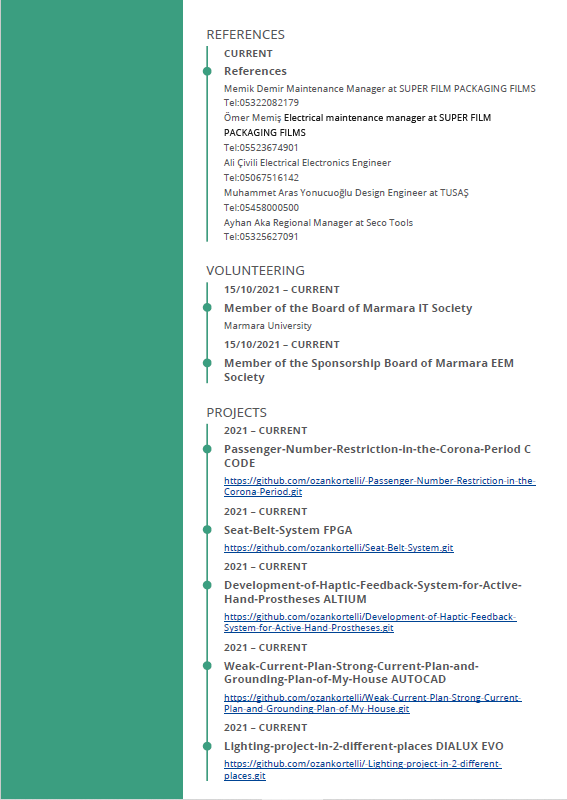 REFERENCES
CURRENT
References
Memik Demir Maintenance Manager at SUPER FILM PACKAGING FILMS
Tel:05322082179
Ömer Memiş Electrical maintenance manager at SUPER FILM
PACKAGING FILMS
Tel:05523674901
Ali Çivili Electrical Electronics Engineer
Tel:05067516142
Muhammet Aras Yonucuoğlu Design Engineer at TUSAŞ
Tel:05458000500
Ayhan Aka Regional Manager at Seco Tools
Tel:05325627091
VOLUNTEERING
15/10/2021 – CURRENT
Member of the Board of Marmara IT Society
Marmara University
15/10/2021 – CURRENT
Member of the Sponsorship Board of Marmara EEM
Society
PROJECTS
2021 – CURRENT
Passenger-Number-Restriction-in-the-Corona-Period C
CODE
https://github.com/ozankortelli/-Passenger-Number-Restriction-in-the-
Corona-Period.git
2021 – CURRENT
Seat-Belt-System FPGA
https://github.com/ozankortelli/Seat-Belt-System.git
2021 – CURRENT
Development-of-Haptic-Feedback-System-for-Active-
Hand-Prostheses ALTIUM
https://github.com/ozankortelli/Development-of-Haptic-Feedback-
System-for-Active-Hand-Prostheses.git
2021 – CURRENT
Weak-Current-Plan-Strong-Current-Plan-and-
Grounding-Plan-of-My-House AUTOCAD
https://github.com/ozankortelli/Weak-Current-Plan-Strong-Current-
Plan-and-Grounding-Plan-of-My-House.git
2021 – CURRENT
Lighting-project-in-2-different-places DIALUX EVO
https://github.com/ozankortelli/-Lighting-project-in-2-different-
places.git